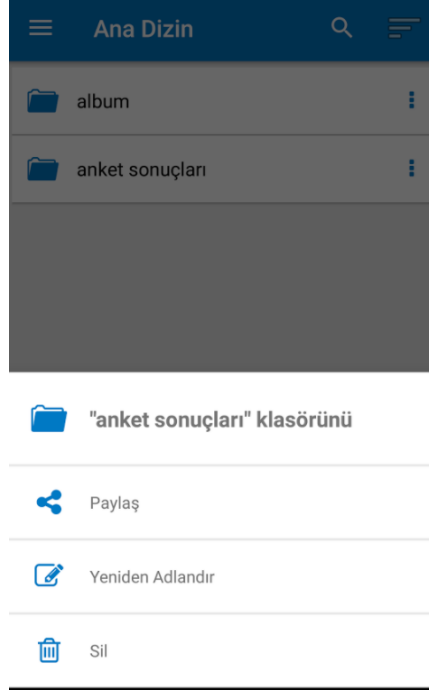 Ana Dizin
album
anket sonuçları
"anket sonuçları" klasörünü
Paylaş
Yeniden Adlandır
Sil